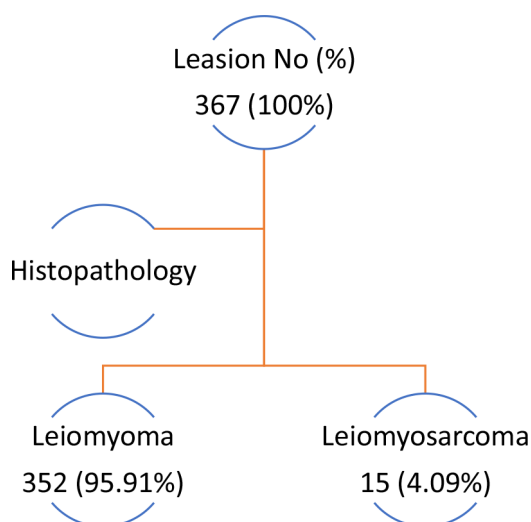 Leasion No (%)
367 (100%)
Histopathology
Leiomyoma
352 (95.91%)
Leiomyosarcoma
15 (4.09%)